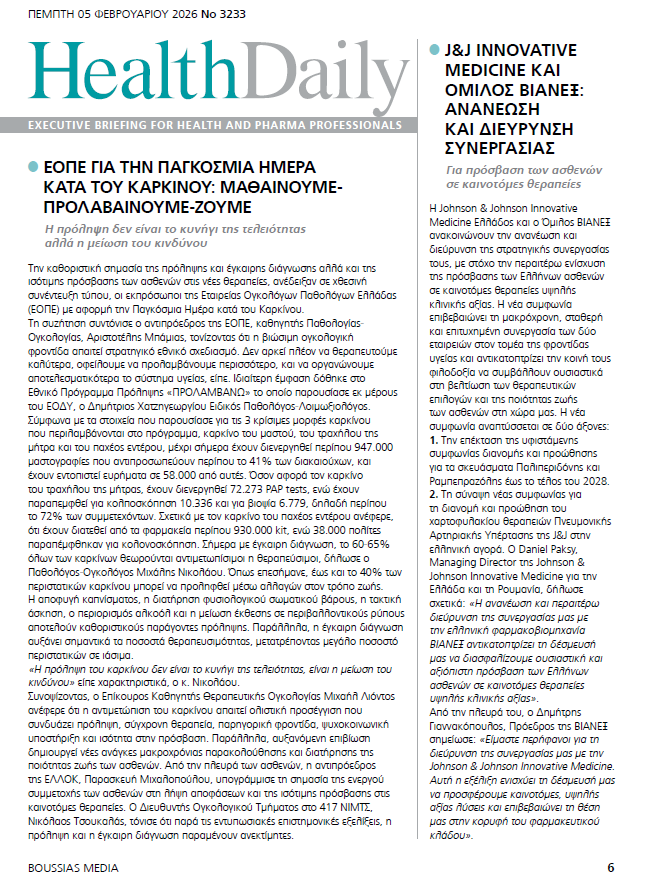 ΠΕΜΠΤΗ 05 ΦΕΒΡΟΥΑΡΙΟΥ 2026 Νο 3233
HealthDaily
EXECUTIVE BRIEFING FOR HEALTH AND PHARMA PROFESSIONALS
ΕΟΠΕ ΓΙΑ ΤΗΝ ΠΑΓΚΟΣΜΙΑ ΗΜΕΡΑ
ΚΑΤΑ ΤΟΥ ΚΑΡΚΙΝΟΥ: ΜΑΘΑΙΝΟΥΜΕ-
ΠΡΟΛΑΒΑΙΝΟΥΜΕ-ΖΟΥΜΕ
Η πρόληψη δεν είναι το κυνήγι της τελειότητας
αλλά η μείωση του κινδύνου
Την καθοριστική σημασία της πρόληψης και έγκαιρης διάγνωσης αλλά και της
ισότιμης πρόσβασης των ασθενών στις νέες θεραπείες, ανέδειξαν σε χθεσινή
συνέντευξη τύπου, οι εκπρόσωποι της Εταιρείας Ογκολόγων Παθολόγων Ελλάδας
(ΕΟΠΕ) με αφορμή την Παγκόσμια Ημέρα κατά του Καρκίνου.
Τη συζήτηση συντόνισε ο αντιπρόεδρος της ΕΟΠΕ, καθηγητής Παθολογίας-
Ογκολογίας, Αριστοτέλης Μπάμιας, τονίζοντας ότι η βιώσιμη ογκολογική
φροντίδα απαιτεί στρατηγικό εθνικό σχεδιασμό. Δεν αρκεί πλέον να θεραπευτούμε
καλύτερα, οφείλουμε να προλαμβάνουμε περισσότερο, και να οργανώνουμε
αποτελεσματικότερα το σύστημα υγείας, είπε. Ιδιαίτερη έμφαση δόθηκε στο
Εθνικό Πρόγραμμα Πρόληψης «ΠΡΟΛΑΜΒΑΝΩ» το οποίο παρουσίασε εκ μέρους
του ΕΟΔΥ, ο Δημήτριος Χατζηγεωργίου Ειδικός Παθολόγος-Λοιμωξιολόγος.
Σύμφωνα με τα στοιχεία που παρουσίασε για τις 3 κρίσιμες μορφές καρκίνου
που περιλαμβάνονται στο πρόγραμμα, καρκίνο του μαστού, του τραχήλου της
μήτρα και του παχέος εντέρου, μέχρι σήμερα έχουν διενεργηθεί περίπου 947.000
μαστογραφίες που αντιπροσωπεύουν περίπου το 41% των διακαιούχων, και
έχουν εντοπιστεί ευρήματα σε 58.000 από αυτές. Όσον αφορά τον καρκίνο
του τραχήλου της μήτρας, έχουν διενεργηθεί 72.273 PAP tests, ενώ έχουν
παραπεμφθεί για κολποσκόπηση 10.336 και για βιοψία 6.779, δηλαδή περίπου
το 72% των συμμετεχόντων. Σχετικά με τον καρκίνο του παχέος εντέρου ανέφερε,
ότι έχουν διατεθεί από τα φαρμακεία περίπου 930.000 kit, ενώ 38.000 πολίτες
παραπέμφθηκαν για κολονοσκόπηση. Σήμερα με έγκαιρη διάγνωση, το 60-65%
όλων των καρκίνων θεωρούνται αντιμετωπίσιμοι η θεραπεύσιμοι, δήλωσε ο
Παθολόγος-Ογκολόγος Μιχάλης Νικολάου. Όπως επεσήμανε, έως και το 40% των
περιστατικών καρκίνου μπορεί να προληφθεί μέσω αλλαγών στον τρόπο ζωής.
Η αποφυγή καπνίσματος, η διατήρηση φυσιολογικού σωματικού βάρους, η τακτική
άσκηση, ο περιορισμός αλκοόλ και η μείωση έκθεσης σε περιβαλλοντικούς ρύπους
αποτελούν καθοριστικούς παράγοντες πρόληψης. Παράλληλα, η έγκαιρη διάγνωση
αυξάνει σημαντικά τα ποσοστά θεραπευσιμότητας, μετατρέποντας μεγάλο ποσοστό
περιστατικών σε ιάσιμα.
«Η πρόληψη του καρκίνου δεν είναι το κυνήγι της τελειότητας, είναι η μείωση του
κινδύνου» είπε χαρακτηριστικά, ο κ. Νικολάου.
Συνοψίζοντας, ο Επίκουρος Καθηγητής Θεραπευτικής Ογκολογίας Μιχαήλ Λιόντος
ανέφερε ότι η αντιμετώπιση του καρκίνου απαιτεί ολιστική προσέγγιση που
συνδυάζει πρόληψη, σύγχρονη θεραπεία, παρηγορική φροντίδα, ψυχοκοινωνική
υποστήριξη και ισότητα στην πρόσβαση. Παράλληλα, αυξανόμενη επιβίωση
δημιουργεί νέες ανάγκες μακροχρόνιας παρακολούθησης και διατήρησης της
ποιότητας ζωής των ασθενών. Από την πλευρά των ασθενών, η αντιπρόεδρος
της ΕΛΛΟΚ, Παρασκευή Μιχαλοπούλου, υπογράμμισε τη σημασία της ενεργού
συμμετοχής των ασθενών στη λήψη αποφάσεων και της ισότιμης πρόσβασης στις
καινοτόμες θεραπείες. Ο Διευθυντής Ογκολογικού Τμήματος στο 417 ΝΙΜΤΣ,
Νικόλαος Τσουκαλάς, τόνισε ότι παρά τις εντυπωσιακές επιστημονικές εξελίξεις, η
πρόληψη και η έγκαιρη διάγνωση παραμένουν ανεκτίμητες.
J&J INNOVATIVE
MEDICINE ΚΑΙ
ΟΜΙΛΟΣ ΒΙΑΝΕΞ:
ΑΝΑΝΕΩΣΗ
ΚΑΙ ΔΙΕΥΡΥΝΣΗ
ΣΥΝΕΡΓΑΣΙΑΣ
Για πρόσβαση των ασθενών
σε καινοτόμες θεραπείες
Η Johnson & Johnson Innovative
Medicine Ελλάδος και ο Όμιλος ΒΙΑΝΕΞ
ανακοινώνουν την ανανέωση και
διεύρυνση της στρατηγικής συνεργασίας
τους, με στόχο την περαιτέρω ενίσχυση
της πρόσβασης των Ελλήνων ασθενών
σε καινοτόμες θεραπείες υψηλής
κλινικής αξίας. Η νέα συμφωνία
επιβεβαιώνει τη μακρόχρονη, σταθερή
και επιτυχημένη συνεργασία των δύο
εταιρειών στον τομέα της φροντίδας
υγείας και αντικατοπτρίζει την κοινή τους
φιλοδοξία να συμβάλλουν ουσιαστικά
στη βελτίωση των θεραπευτικών
επιλογών και της ποιότητας ζωής
των ασθενών στη χώρα μας. Η νέα
συμφωνία αναπτύσσεται σε δύο άξονες:
1. Την επέκταση της υφιστάμενης
συμφωνίας διανομής και προώθησης
για τα σκευάσματα Παλιπεριδόνης και
Ραμπεπραζόλης έως το τέλος του 2028.
2. Τη σύναψη νέας συμφωνίας για
τη διανομή και προώθηση του
χαρτοφυλακίου θεραπειών Πνευμονικής
Αρτηριακής Υπέρτασης της J&J στην
ελληνική αγορά. Ο Daniel Paksy,
Managing Director της Johnson &
Johnson Innovative Medicine για την
Ελλάδα και τη Ρουμανία, δήλωσε
σχετικά: «Η ανανέωση και περαιτέρω
διεύρυνση της συνεργασίας μας με
την ελληνική φαρμακοβιομηχανία
ΒΙΑΝΕΞ αντικατοπτρίζει τη δέσμευσή
μας να διασφαλίζουμε ουσιαστική και
αξιόπιστη πρόσβαση των Ελλήνων
ασθενών σε καινοτόμες θεραπείες
υψηλής κλινικής αξίας».
Από την πλευρά του, ο Δημήτρης
Γιαννακόπουλος, Πρόεδρος της ΒΙΑΝΕΞ
σημείωσε: «Είμαστε περήφανοι για τη
διεύρυνση της συνεργασίας μας με την
Johnson & Johnson Innovative Medicine.
Αυτή η εξέλιξη ενισχύει τη δέσμευσή μας
να προσφέρουμε καινοτόμες, υψηλής
αξίας λύσεις και επιβεβαιώνει τη θέση
μας στην κορυφή του φαρμακευτικού
κλάδου».
BOUSSIAS MEDIA
6